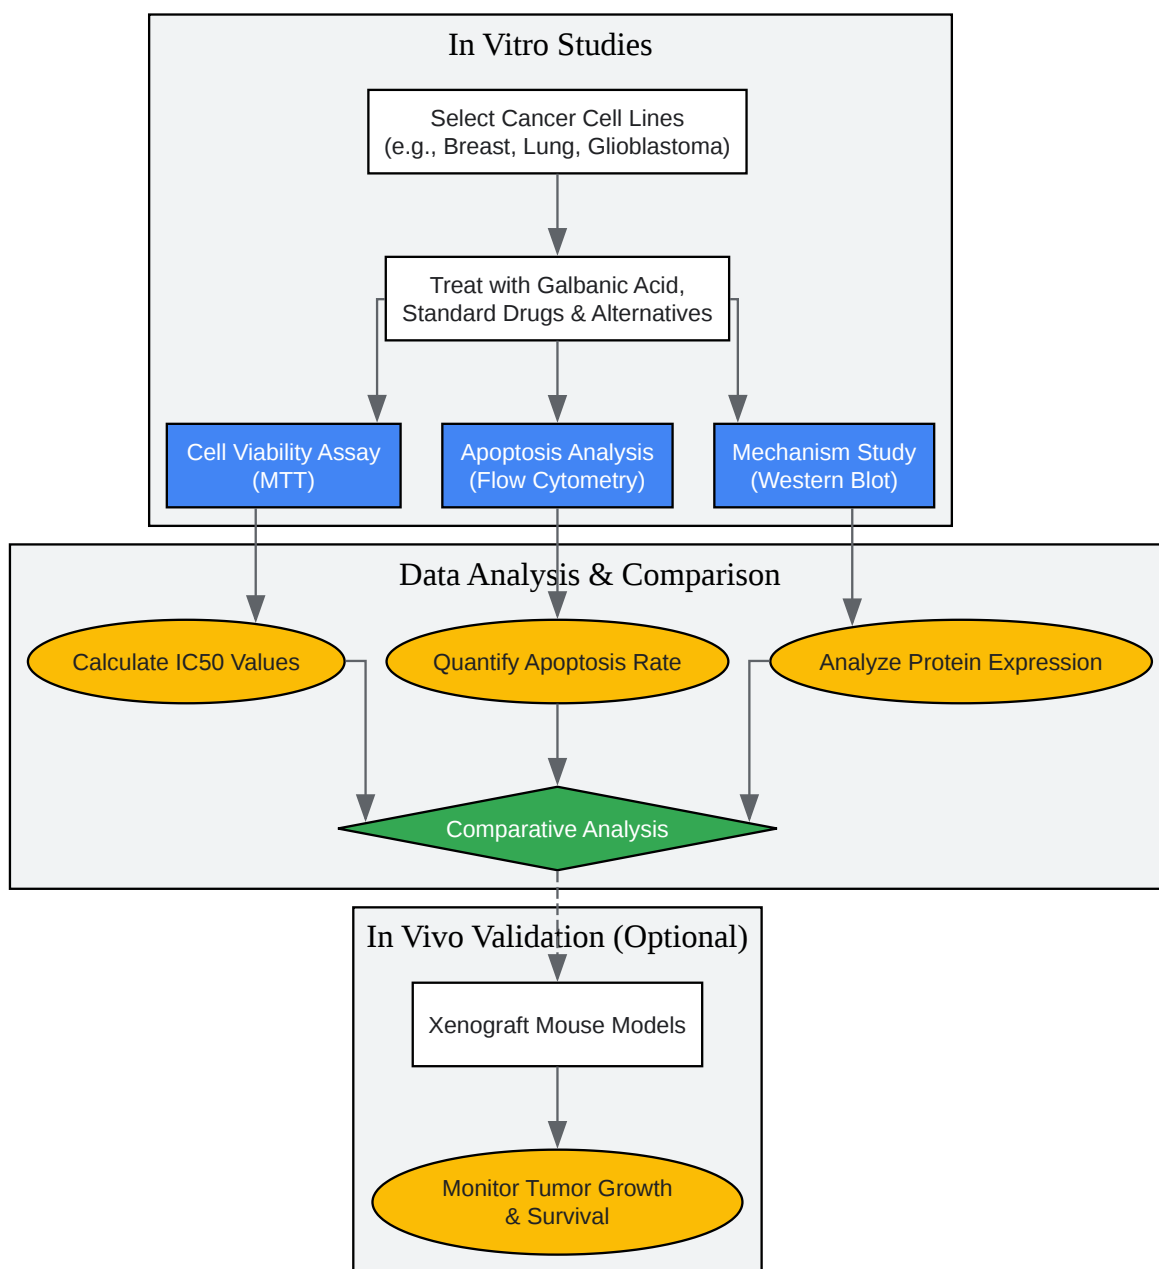 In Vitro Studies
Select Cancer Cell Lines
(e.g., Breast, Lung, Glioblastoma)
Treat with Galbanic Acid,
Standard Drugs & Alternatives
Cell Viability Assay
(MTT)
Apoptosis Analysis
(Flow Cytometry)
Mechanism Study
(Western Blot)
Data Analysis & Comparison
Calculate IC50 Values
Quantify Apoptosis Rate
Analyze Protein Expression
Comparative Analysis
In Vivo Validation (Optional)
Xenograft Mouse Models
Monitor Tumor Growth
& Survival